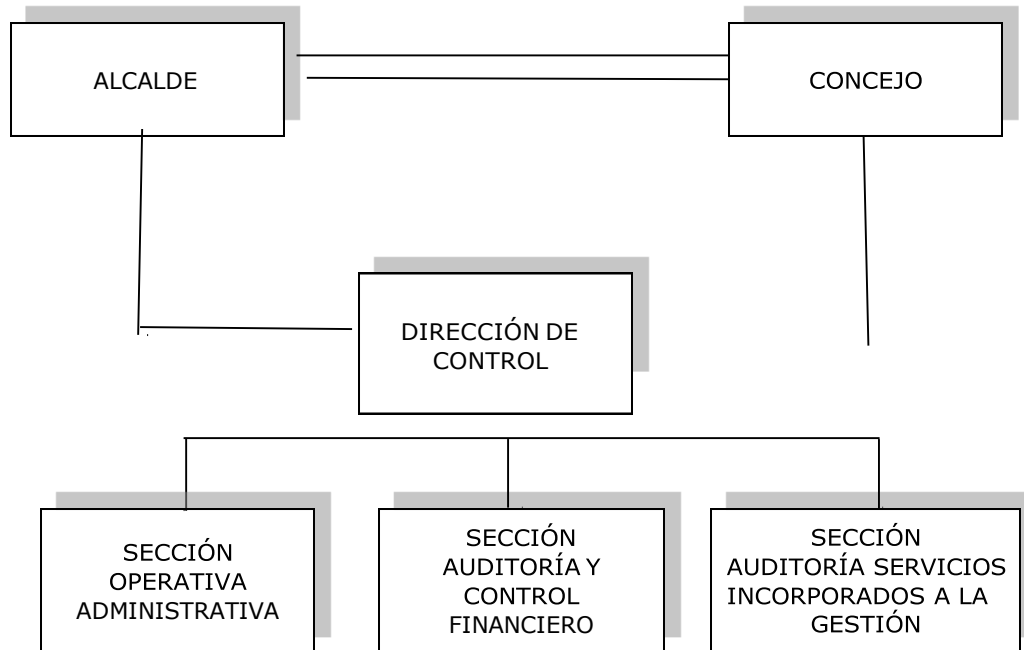 ALCALDE
CONCEJO
DIRECCIÓN DE
CONTROL
SECCIÓN
OPERATIVA
ADMINISTRATIVA
SECCIÓN
AUDITORÍA Y
CONTROL
FINANCIERO
SECCIÓN
AUDITORÍA SERVICIOS
INCORPORADOS A LA
GESTIÓN